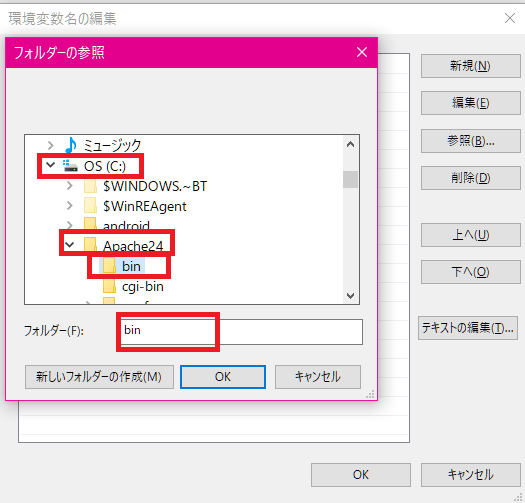 環境変数名の編集
フォルダーの参照
ミュージック
OS (C:)
$WINDOWS.~BT
$WinREAgent
android
Apache24
bin
cgi-bin
フォルダー(F):
bin
新しいフォルダーの作成(M)
OK
キャンセル
新規(N)
編集(E)
参照(B)...
削除(D)
上へ(U)
下へ(O)
テキストの編集(T)...
OK
キャンセル